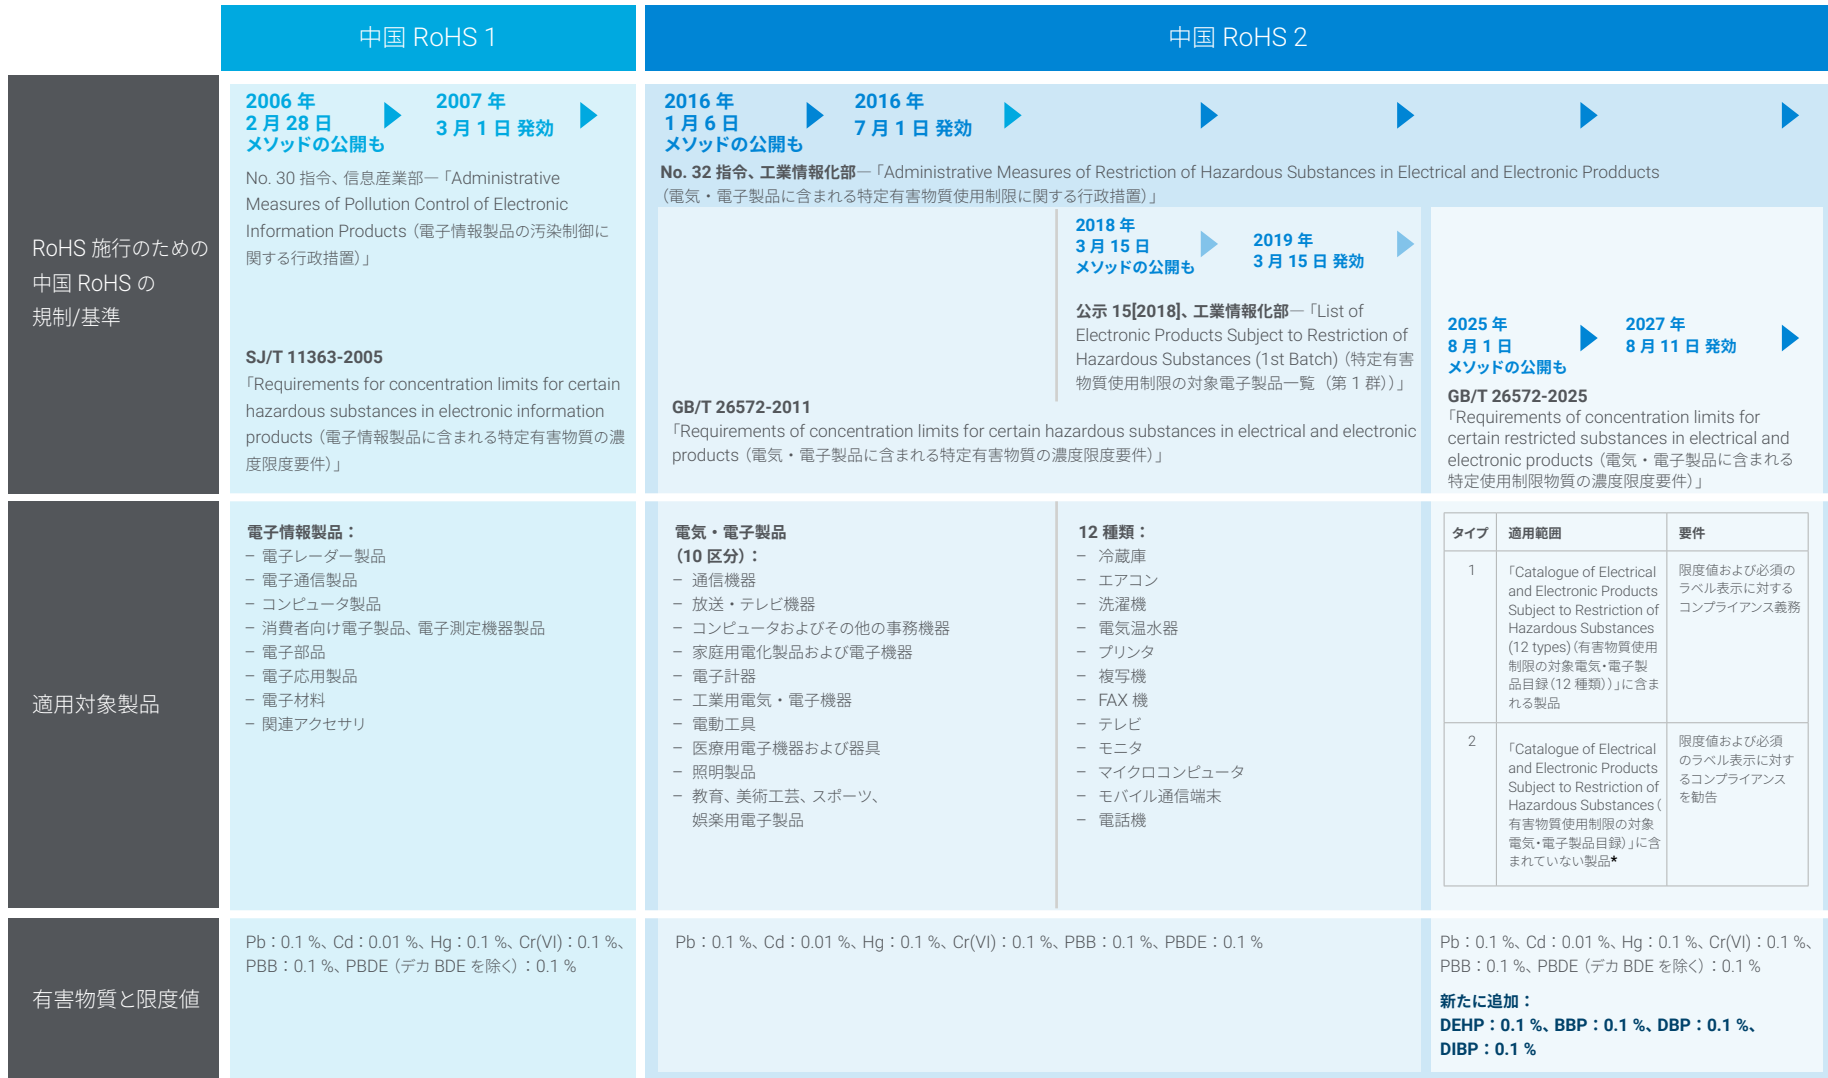 中国 RoHS 1
中国 RoHS 2
RoHS 施行のための
中国 RoHS の
規制/基準
2006 年
2 月 28 日
メソッドの公開も
2007 年
3 月 1 日 発効
No. 30 指令、信息産業部―「Administrative
Measures of Pollution Control of Electronic
Information Products（電子情報製品の汚染制御に
関する行政措置）」
SJ/T 11363-2005
「Requirements for concentration limits for certain
hazardous substances in electronic information
products（電子情報製品に含まれる特定有害物質の濃
度限度要件）」
2016 年
1 月 6 日
メソッドの公開も
2016 年
7 月 1 日 発効
No. 32 指令、工業情報化部―「Administrative Measures of Restriction of Hazardous Substances in Electrical and Electronic Prodducts
（電気・電子製品に含まれる特定有害物質使用制限に関する行政措置）」
2018 年
3 月 15 日
メソッドの公開も
2019 年
3 月 15 日 発効
公示 15[2018]、工業情報化部―「List of
Electronic Products Subject to Restriction of
Hazardous Substances (1st Batch)（特定有害
物質使用制限の対象電子製品一覧（第 1 群））」
GB/T 26572-2011
「Requirements of concentration limits for certain hazardous substances in electrical and electronic
products（電気・電子製品に含まれる特定有害物質の濃度限度要件）」
2025 年
8 月 1 日
メソッドの公開も
2027 年
8 月 11 日 発効
GB/T 26572-2025
「Requirements of concentration limits for
certain restricted substances in electrical and
electronic products（電気・電子製品に含まれる
特定使用制限物質の濃度限度要件）」
適用対象製品
電子情報製品：
– 電子レーダー製品
– 電子通信製品
– コンピュータ製品
– 消費者向け電子製品、電子測定機器製品
– 電子部品
– 電子応用製品
– 電子材料
– 関連アクセサリ
電気・電子製品
（10 区分）：
– 通信機器
– 放送・テレビ機器
– コンピュータおよびその他の事務機器
– 家庭用電化製品および電子機器
– 電子計器
– 工業用電気・電子機器
– 電動工具
– 医療用電子機器および器具
– 照明製品
– 教育、美術工芸、スポーツ、
娯楽用電子製品
12 種類：
– 冷蔵庫
– エアコン
– 洗濯機
– 電気温水器
– プリンタ
– 複写機
– FAX 機
– テレビ
– モニタ
– マイクロコンピュータ
– モバイル通信端末
– 電話機
タイプ 適用範囲 要件
1
「Catalogue of Electrical
and Electronic Products
Subject to Restriction of
Hazardous Substances
(12 types)（有害物質使用
制限の対象電気・電子製
品目録（12 種類））」に含ま
れる製品
限度値および必須の
ラベル表示に対する
コンプライアンス義務
2
「Catalogue of Electrical
and Electronic Products
Subject to Restriction of
Hazardous Substances（
有害物質使用制限の対象
電気・電子製品目録）」に含
まれていない製品*
限度値および必須
のラベル表示に対す
るコンプライアンス
を勧告
有害物質と限度値
Pb：0.1 %、Cd：0.01 %、Hg：0.1 %、Cr(VI)：0.1 %、
PBB：0.1 %、PBDE（デカ BDE を除く）：0.1 %
Pb：0.1 %、Cd：0.01 %、Hg：0.1 %、Cr(VI)：0.1 %、PBB：0.1 %、PBDE：0.1 %
Pb：0.1 %、Cd：0.01 %、Hg：0.1 %、Cr(VI)：0.1 %、
PBB：0.1 %、PBDE（デカ BDE を除く）：0.1 %
新たに追加：
DEHP：0.1 %、BBP：0.1 %、DBP：0.1 %、
DIBP：0.1 %